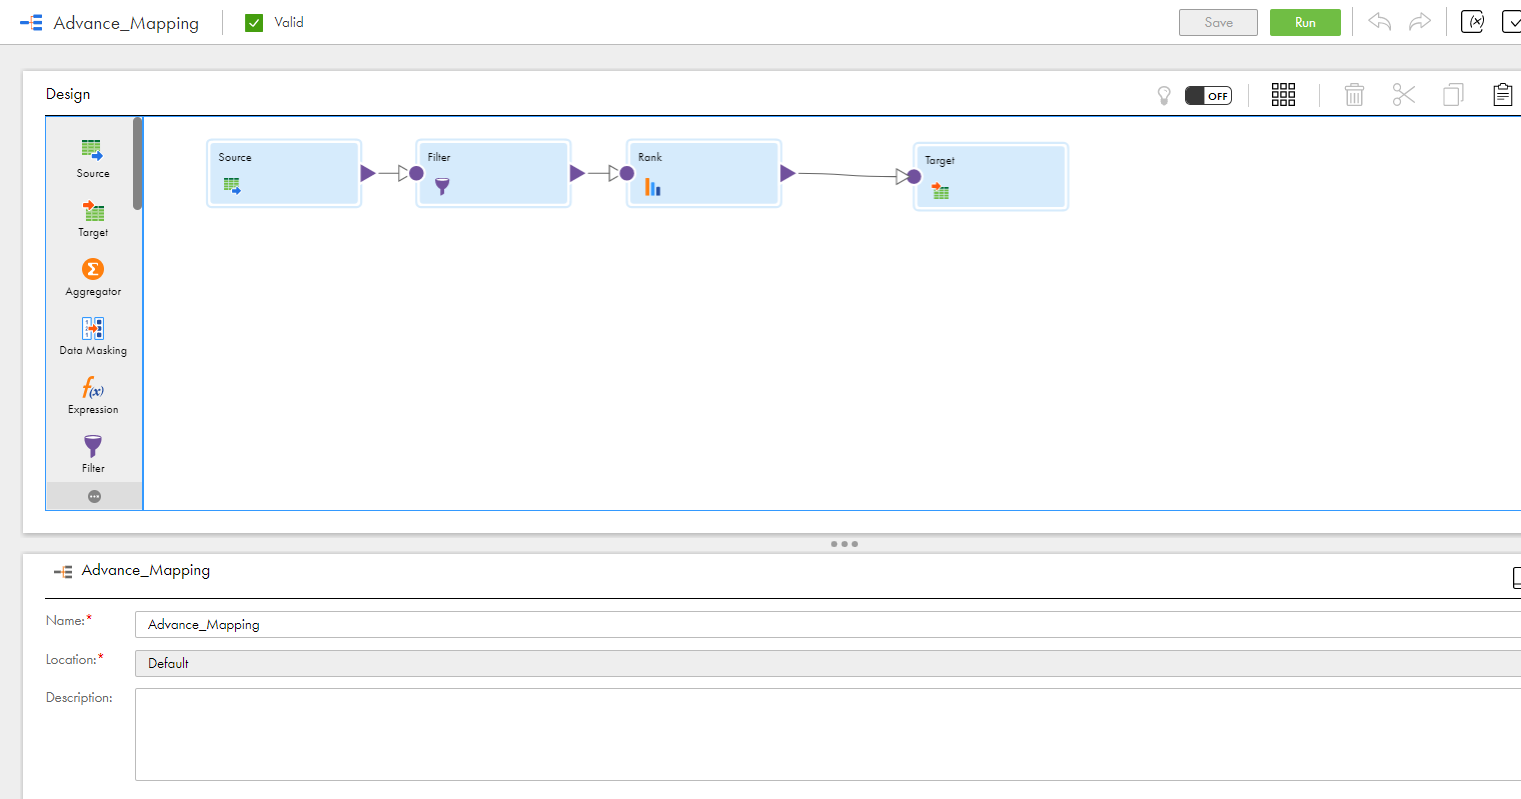 Advance_Mapping
Valid
Save
Run
(x)
Design
OFF
Source
Target
Σ
Aggregator
Data Masking
f(x)
Expression
Filter
Source
Filter
Rank
Target
Advance_Mapping
Name:*
Advance_Mapping
Location:*
Default
Description: